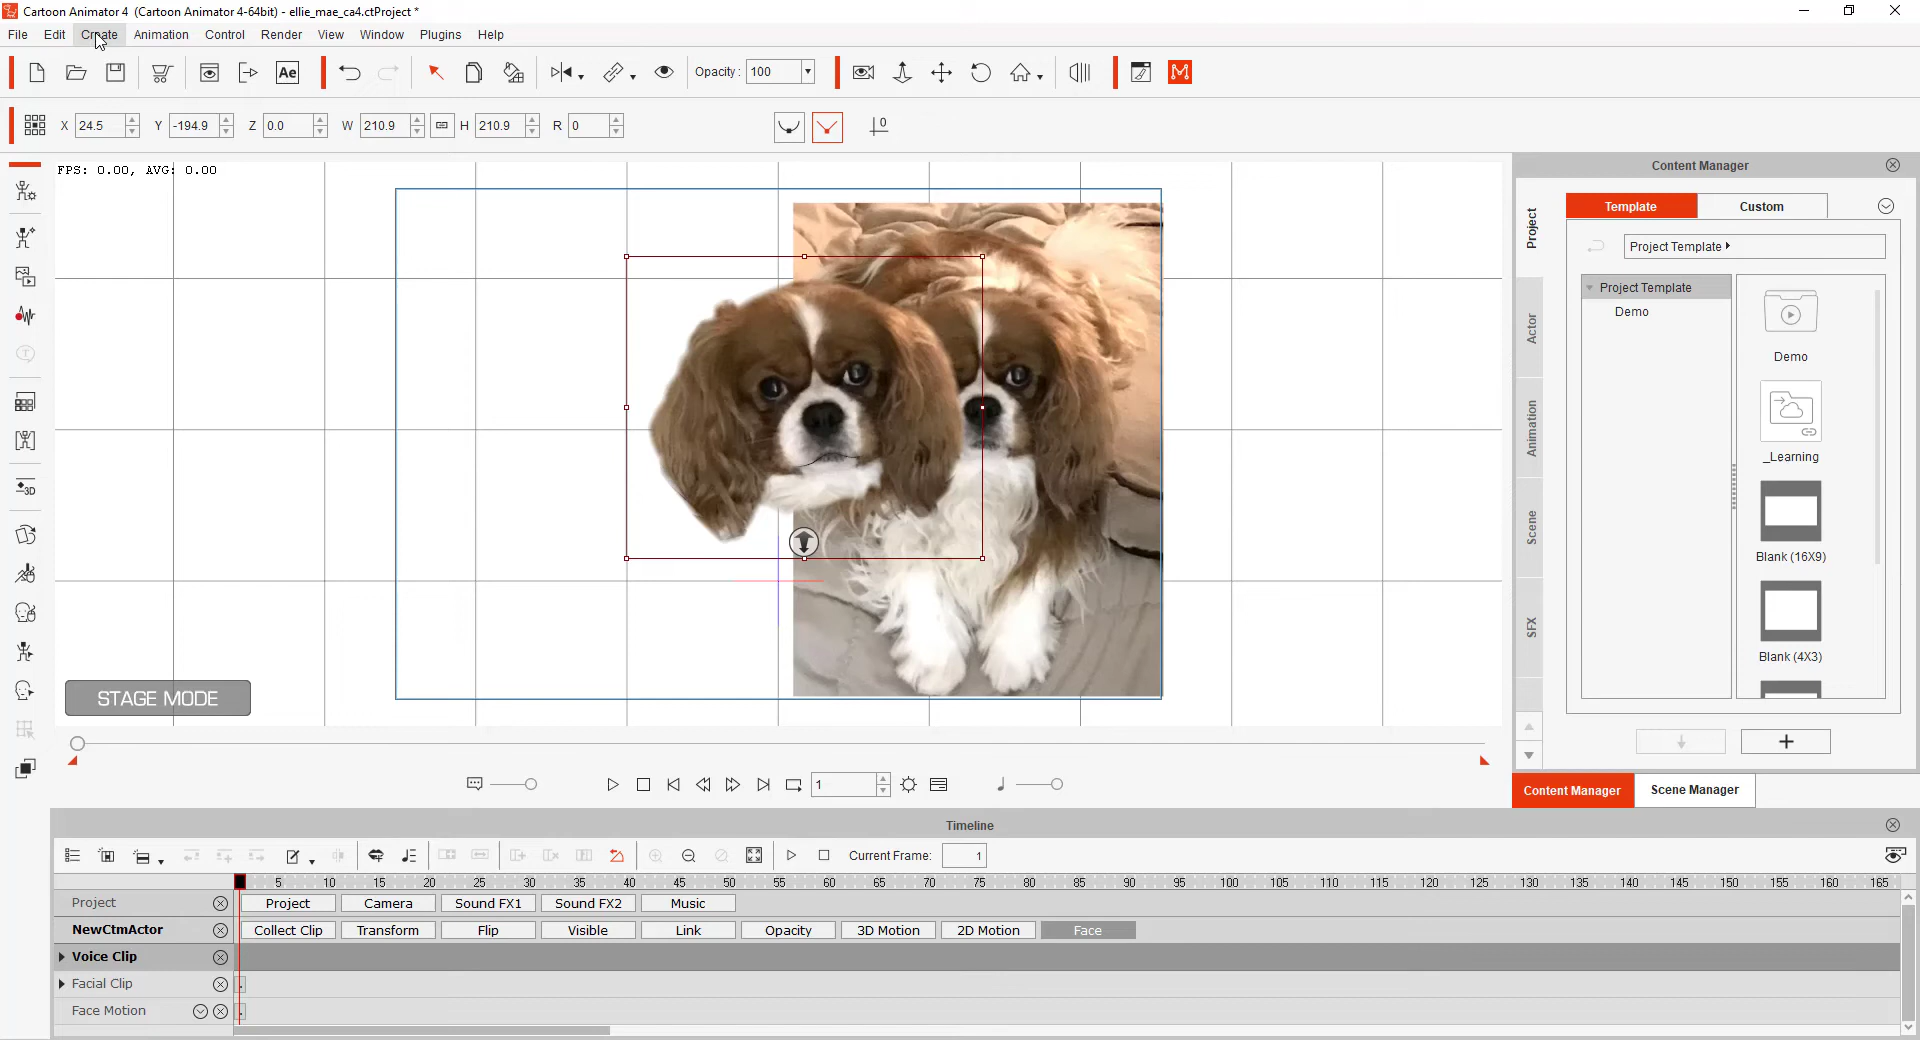 Cartoon Animator 4 (Cartoon Animator 4-64bit) - ellie_mae_ca4.ctProject *
File Edit Create Animation Control Render View Window Plugins Help
Ae Opacity : 100
X 24.5 Y -194.9 Z 0.0 W 210.9 H 210.9 R 0 0
FPS: 0.00, AVG: 0.00
STAGE MODE
3D
1
Content Manager
Template Custom
Project Template
Project Template
Demo
Demo
_Learning
Blank (16X9)
Blank (4X3)
Project
Actor
Animation
Scene
SFX
Content Manager Scene Manager
Timeline
Current Frame: 1
5 10 15 20 25 30 35 40 45 50 55 60 65 70 75 80 85 90 95 100 105 110 115 120 125 130 135 140 145 150 155 160 165
Project Project Camera Sound FX1 Sound FX2 Music
NewCtmActor Collect Clip Transform Flip Visible Link Opacity 3D Motion 2D Motion Face
Voice Clip
Facial Clip
Face Motion